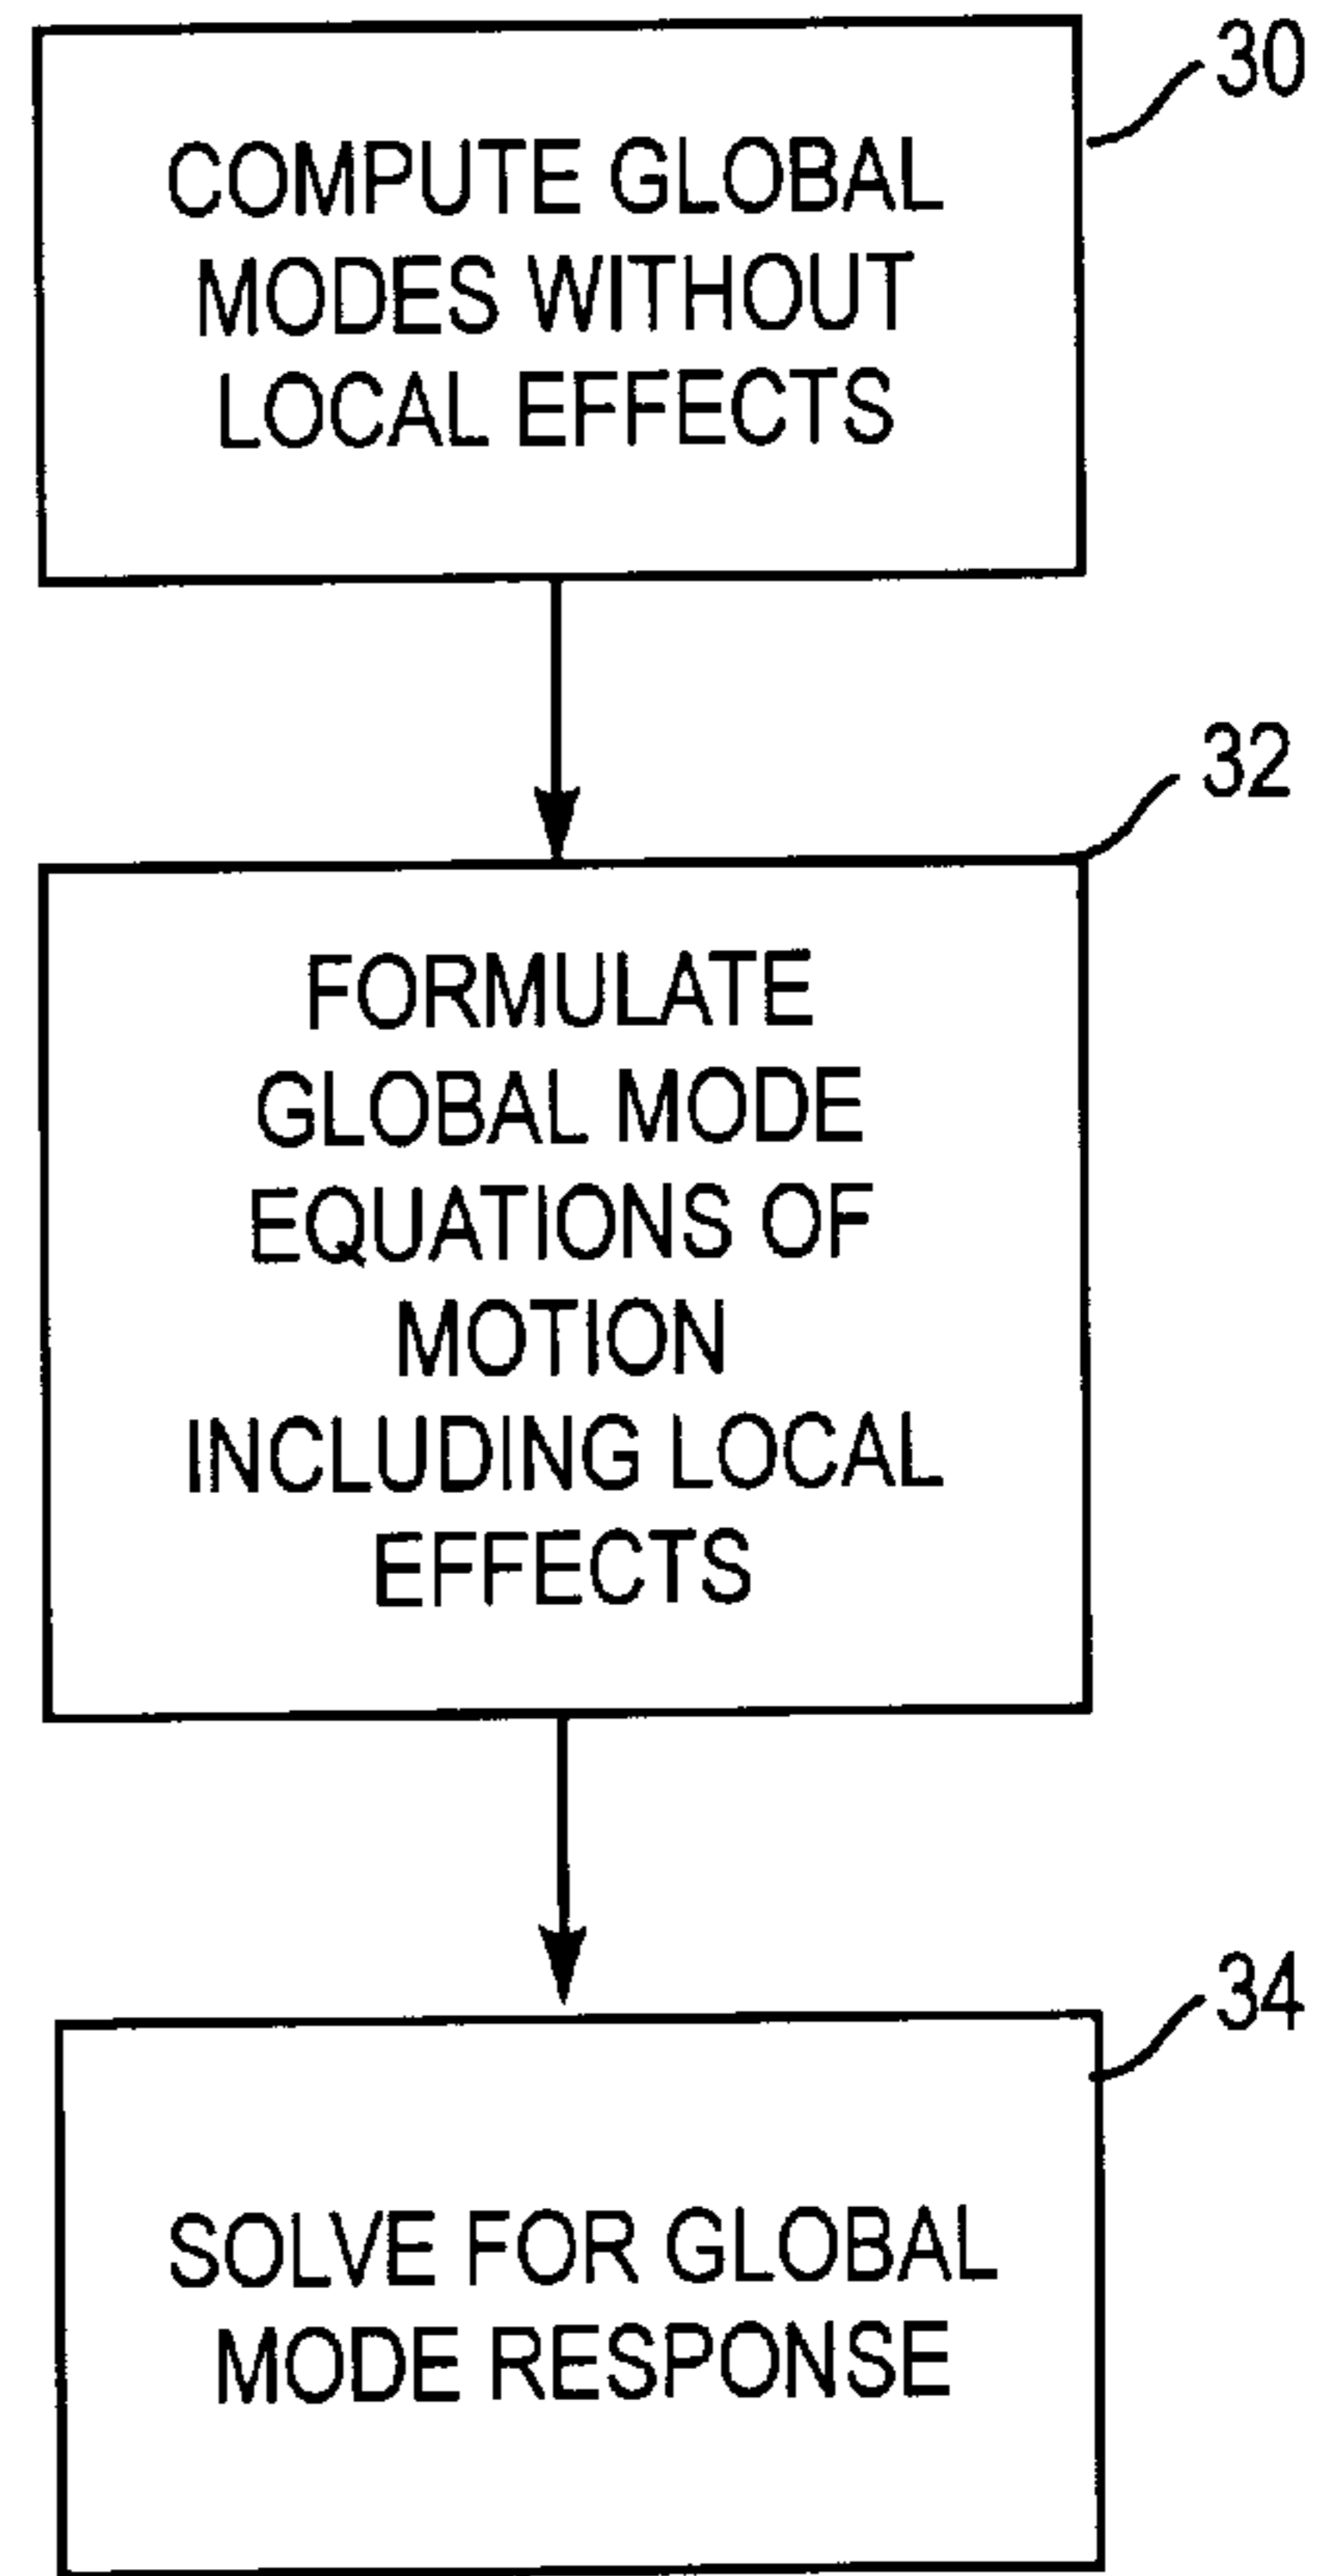 30
COMPUTE GLOBAL
MODES WITHOUT
LOCAL EFFECTS
32
FORMULATE
GLOBAL MODE
EQUATIONS OF
MOTION
INCLUDING LOCAL
EFFECTS
34
SOLVE FOR GLOBAL
MODE RESPONSE